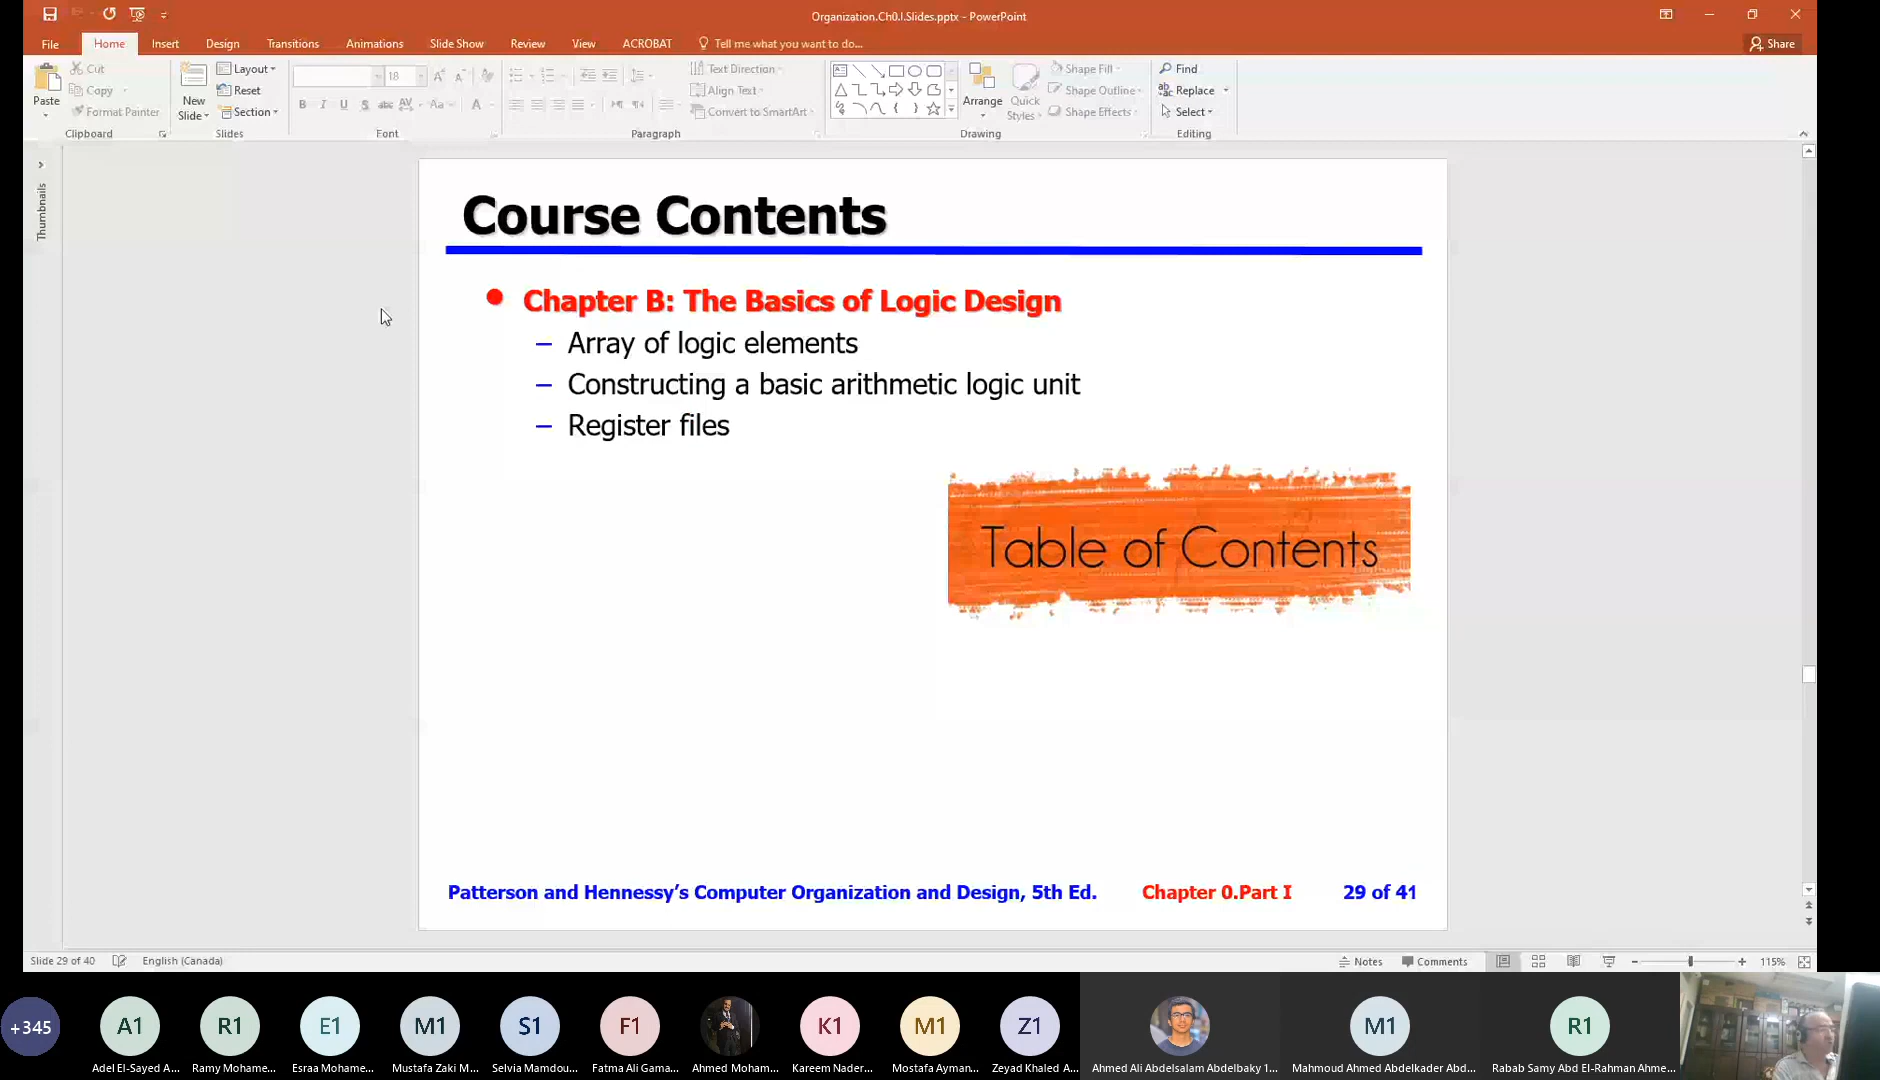 Organization.Ch0.I.Slides.pptx - PowerPoint
File Home Insert Design Transitions Animations Slide Show Review View ACROBAT Tell me what you want to do... Share
Paste
Cut
Copy
Format Painter
Clipboard
New Slide
Layout
Reset
Section
Slides
18
B I U S abc AV Aa A
Font
Text Direction
Align Text
Convert to SmartArt
Paragraph
Arrange
Quick Styles
Shape Fill
Shape Outline
Shape Effects
Drawing
Find
Replace
Select
Editing
Thumbnails
Course Contents
• Chapter B: The Basics of Logic Design
– Array of logic elements
– Constructing a basic arithmetic logic unit
– Register files
Table of Contents
Patterson and Hennessy's Computer Organization and Design, 5th Ed. Chapter 0.Part I 29 of 41
Slide 29 of 40 English (Canada) Notes Comments 115%
+345 A1 R1 E1 M1 S1 F1 K1 M1 Z1 M1 R1
Adel El-Sayed A... Ramy Mohame... Esraa Mohame... Mustafa Zaki M... Selvia Mamdou... Fatma Ali Gama... Ahmed Moham... Kareem Nader... Mostafa Ayman... Zeyad Khaled A... Ahmed Ali Abdelsalam Abdelbaky 1... Mahmoud Ahmed Abdelkader Abd... Rabab Samy Abd El-Rahman Ahme...